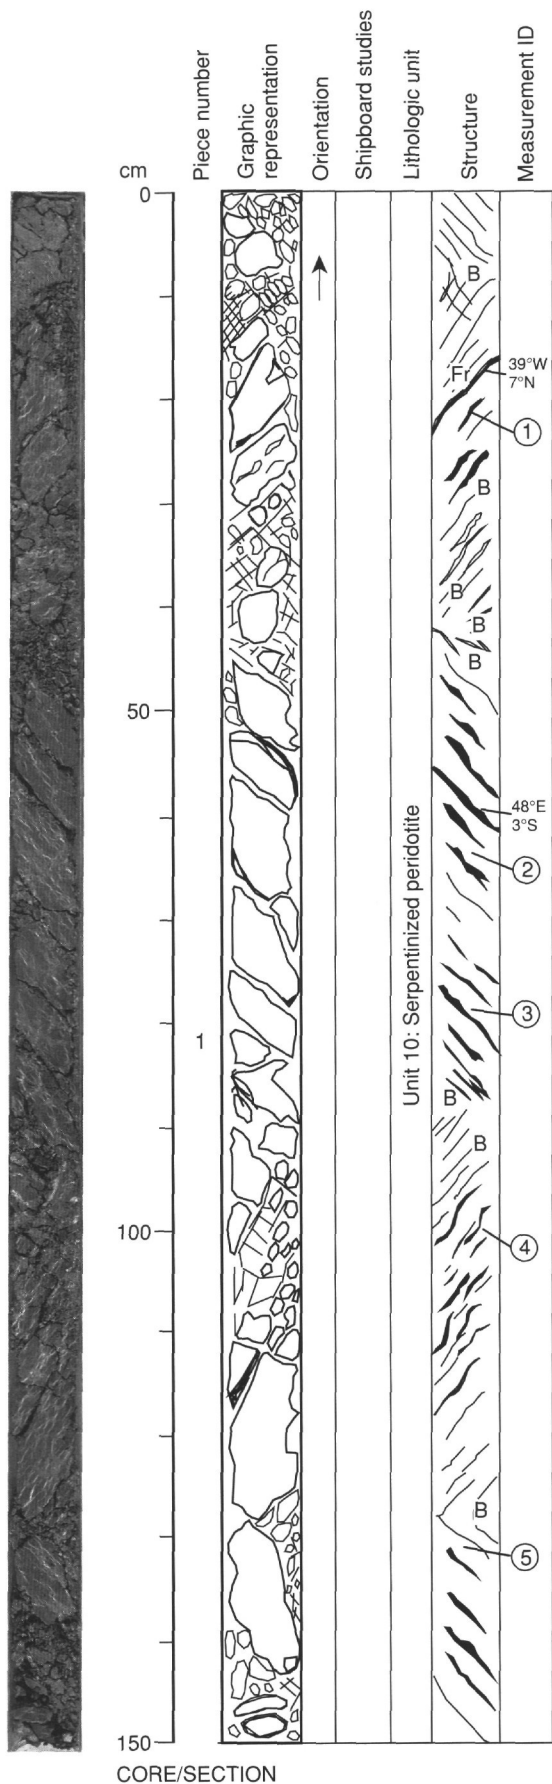 cm
Piece number
Graphic
representation
Orientation
Shipboard studies
Lithologic unit
Structure
Measurement ID
0
B
39°W
Fr
7°N
1
B
B
B
B
50
48°E
3°S
2
Unit 10: Serpentinized peridotite
3
1
B
B
100
4
B
5
150
CORE/SECTION